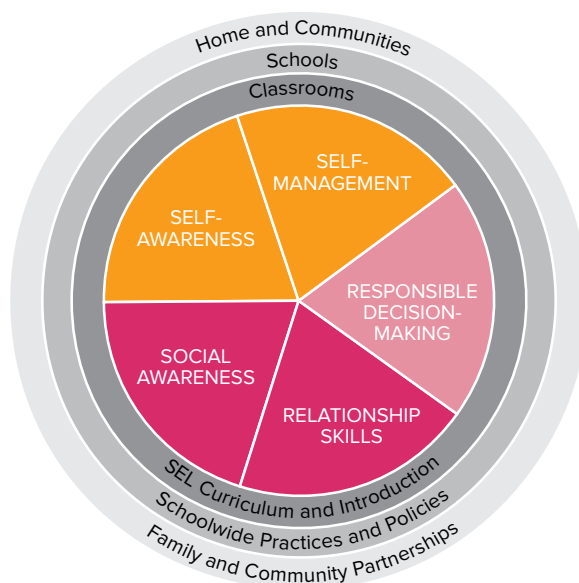 Home and Communities
Schools
Classrooms
SELF-
MANAGEMENT
SELF-
AWARENESS
RESPONSIBLE
DECISION-
MAKING
SOCIAL
AWARENESS
RELATIONSHIP
SKILLS
SEL Curriculum and Introduction
Schoolwide Practices and Policies
Family and Community Partnerships